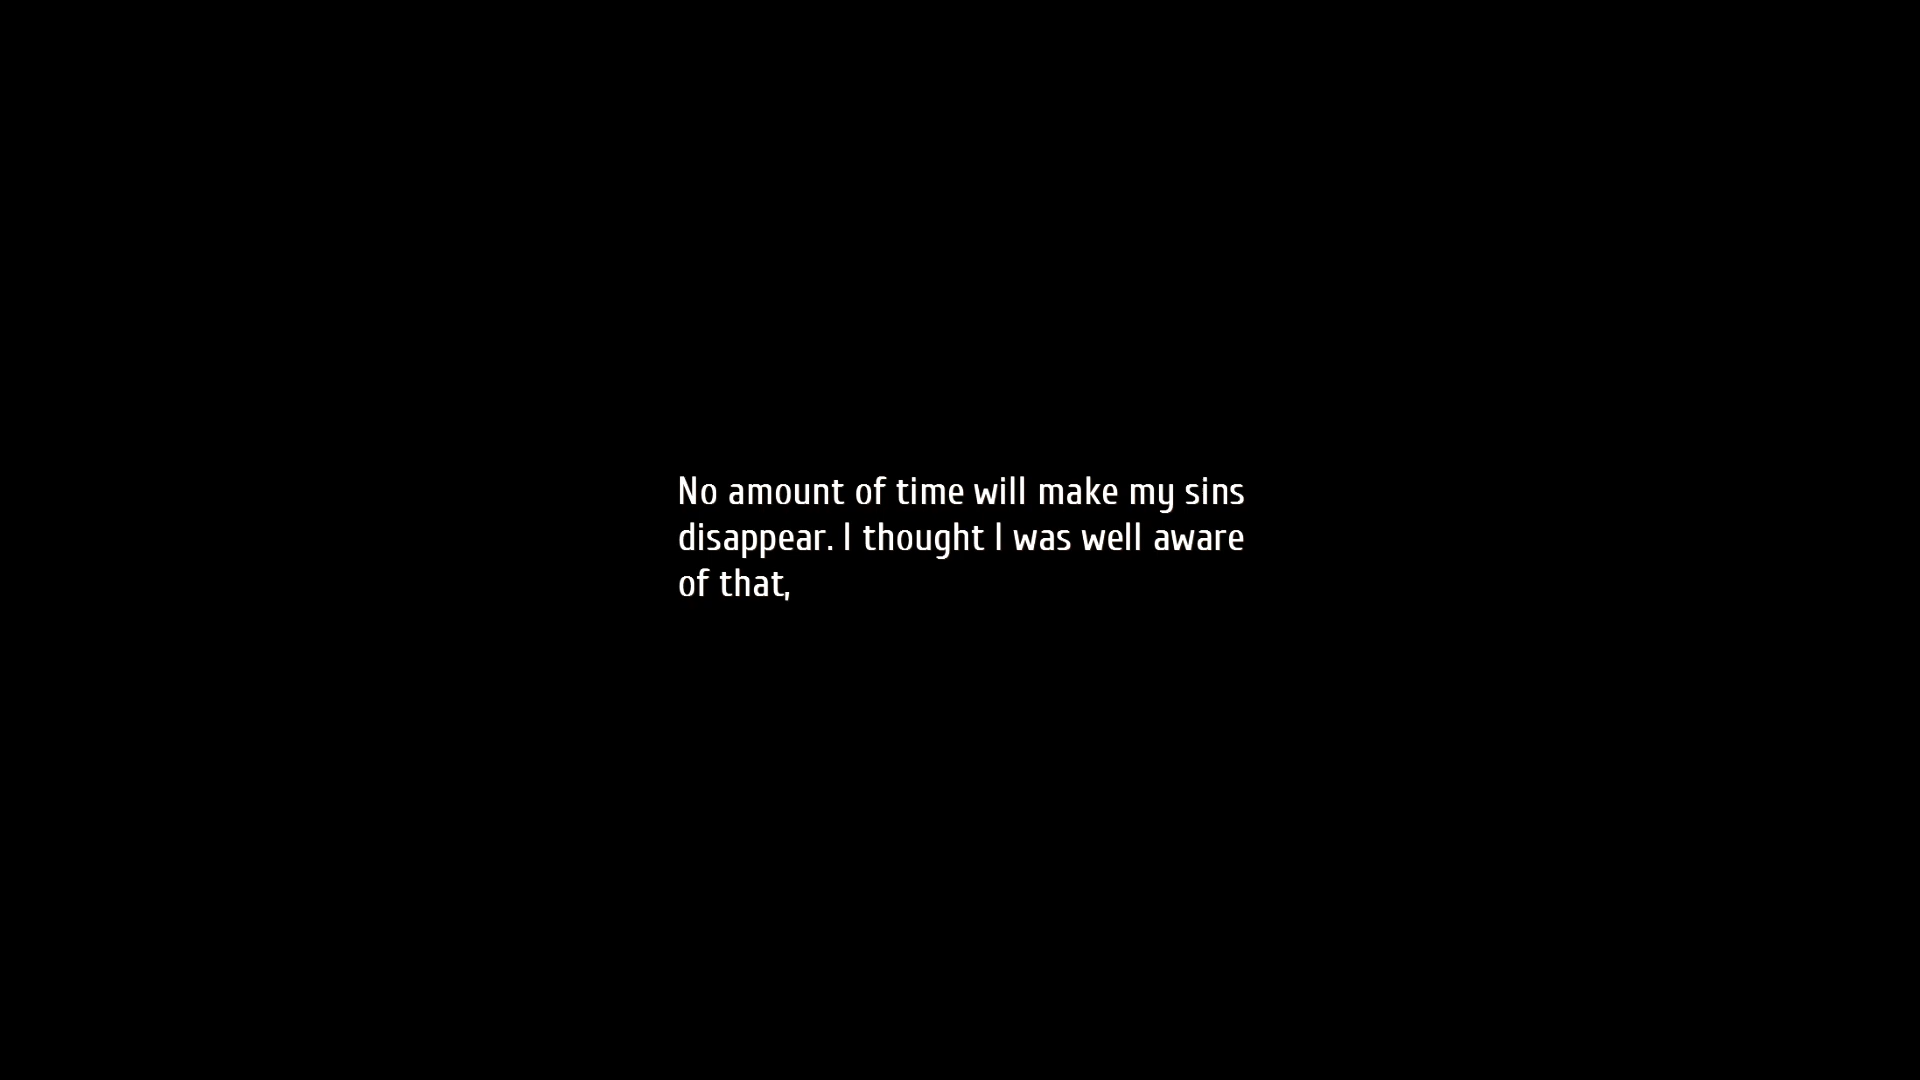 No amount of time will make my sins
disappear. I thought I was well aware
of that,